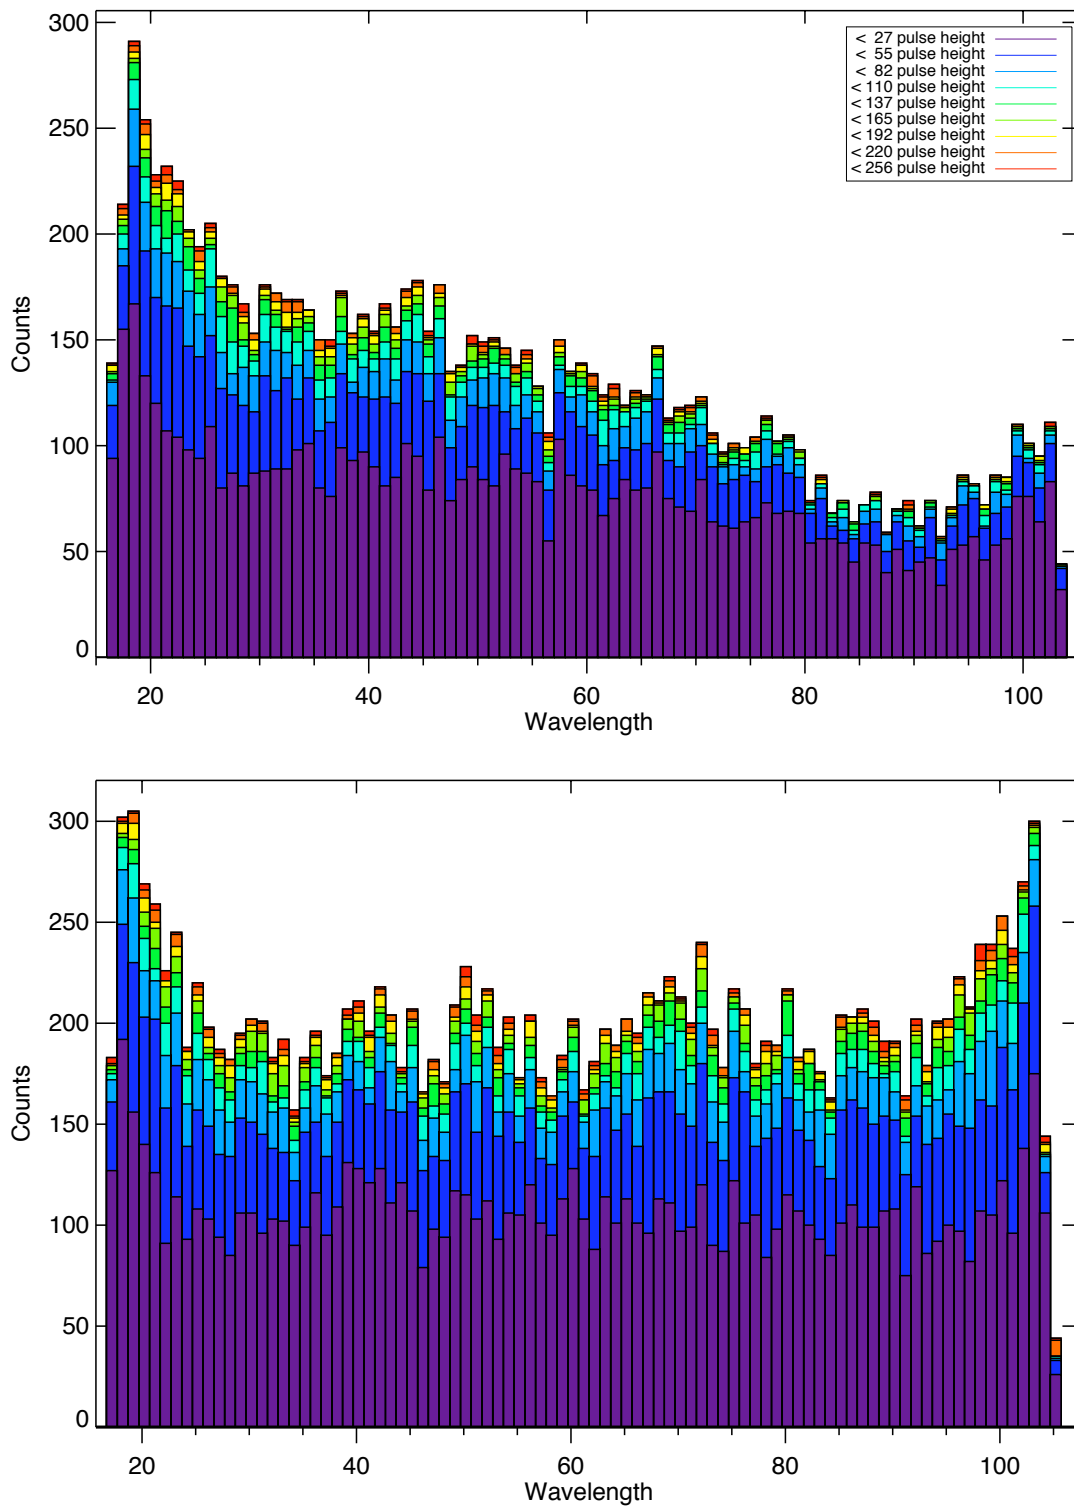 300
250
200
150
100
50
0
Counts
< 27 pulse height
< 55 pulse height
< 82 pulse height
< 110 pulse height
< 137 pulse height
< 165 pulse height
< 192 pulse height
< 220 pulse height
< 256 pulse height
20 40 60 80 100
Wavelength
300
250
200
150
100
50
0
Counts
20 40 60 80 100
Wavelength